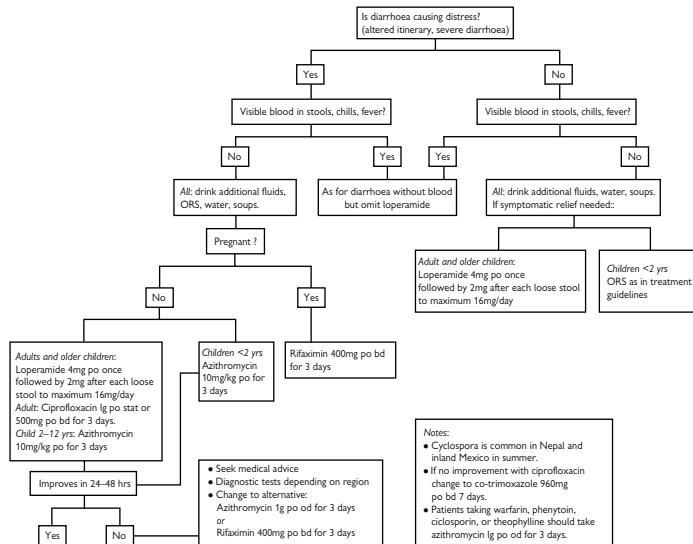 Is diarrhoea causing distress?
(altered itinerary, severe diarrhoea)
Yes
No
Visible blood in stools, chills, fever?
Visible blood in stools, chills, fever?
No
Yes
Yes
No
All: drink additional fluids,
ORS, water, soups.
As for diarrhoea without blood
but omit loperamide
All: drink additional fluids, water, soups.
If symptomatic relief needed::
Pregnant ?
Adult and older children:
Loperamide 4mg po once
followed by 2mg after each loose stool
to maximum 16mg/day
Children <2 yrs
ORS as in treatment
guidelines
No
Yes
Adults and older children:
Loperamide 4mg po once
followed by 2mg after each loose
stool to maximum 16mg/day
Adult: Ciprofloxacin lg po stat or
500mg po bd for 3 days.
Child 2–12 yrs: Azithromycin
10mg/kg po for 3 days
Children <2 yrs
Azithromycin
10mg/kg po for
3 days
Rifaximin 400mg po bd
for 3 days
Improves in 24–48 hrs
Yes
No
• Seek medical advice
• Diagnostic tests depending on region
• Change to alternative:
Azithromycin 1g po od for 3 days
or
Rifaximin 400mg po bd for 3 days
Notes:
• Cyclospora is common in Nepal and
inland Mexico in summer.
• If no improvement with ciprofloxacin
change to co-trimoxazole 960mg
po bd 7 days.
• Patients taking warfarin, phenytoin,
ciclosporin, or theophylline should take
azithromycin lg po od for 3 days.